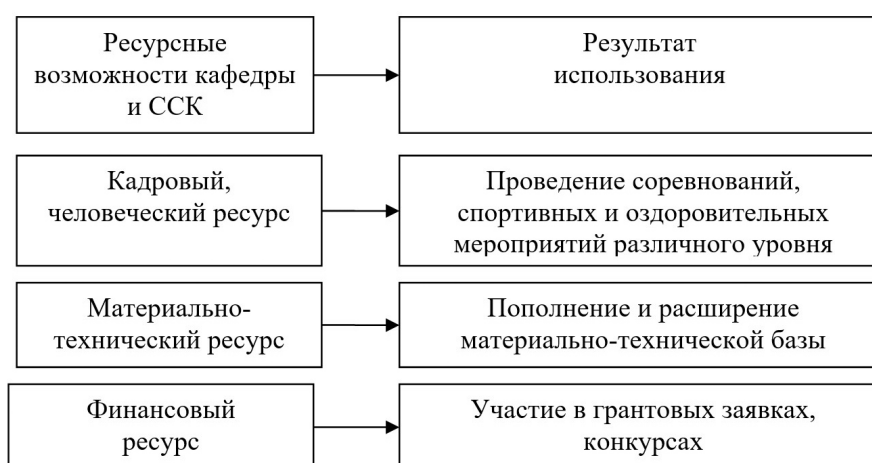 Ресурсные
возможности кафедры
и ССК
Результат
использования
Кадровый,
человеческий ресурс
Проведение соревнований,
спортивных и оздоровительных
мероприятий различного уровня
Материально-
технический ресурс
Пополнение и расширение
материально-технической базы
Финансовый
ресурс
Участие в грантовых заявках,
конкурсах